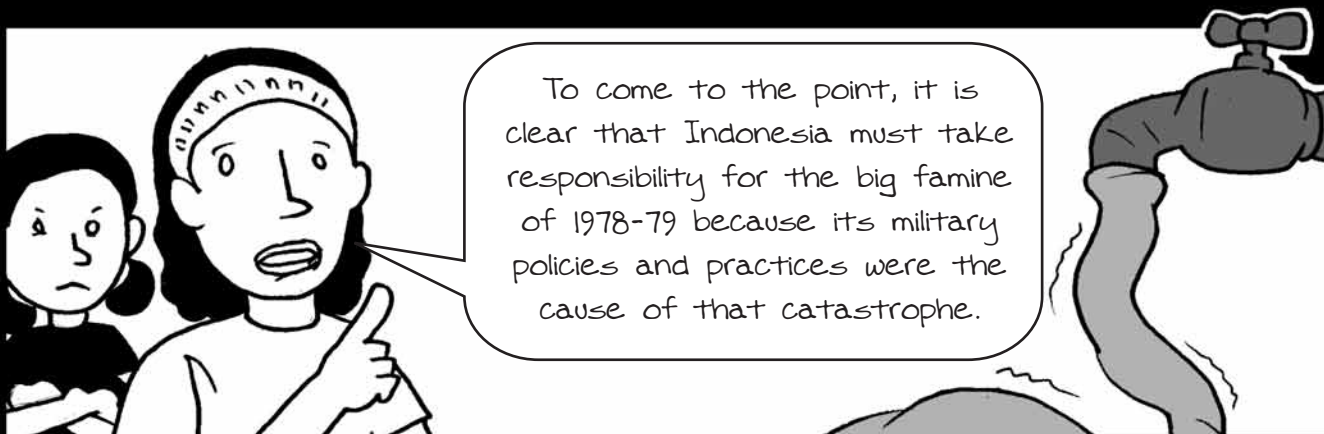 To come to the point, it is
clear that Indonesia must take
responsibility for the big famine
of 1978-79 because its military
policies and practices were the
cause of that catastrophe.